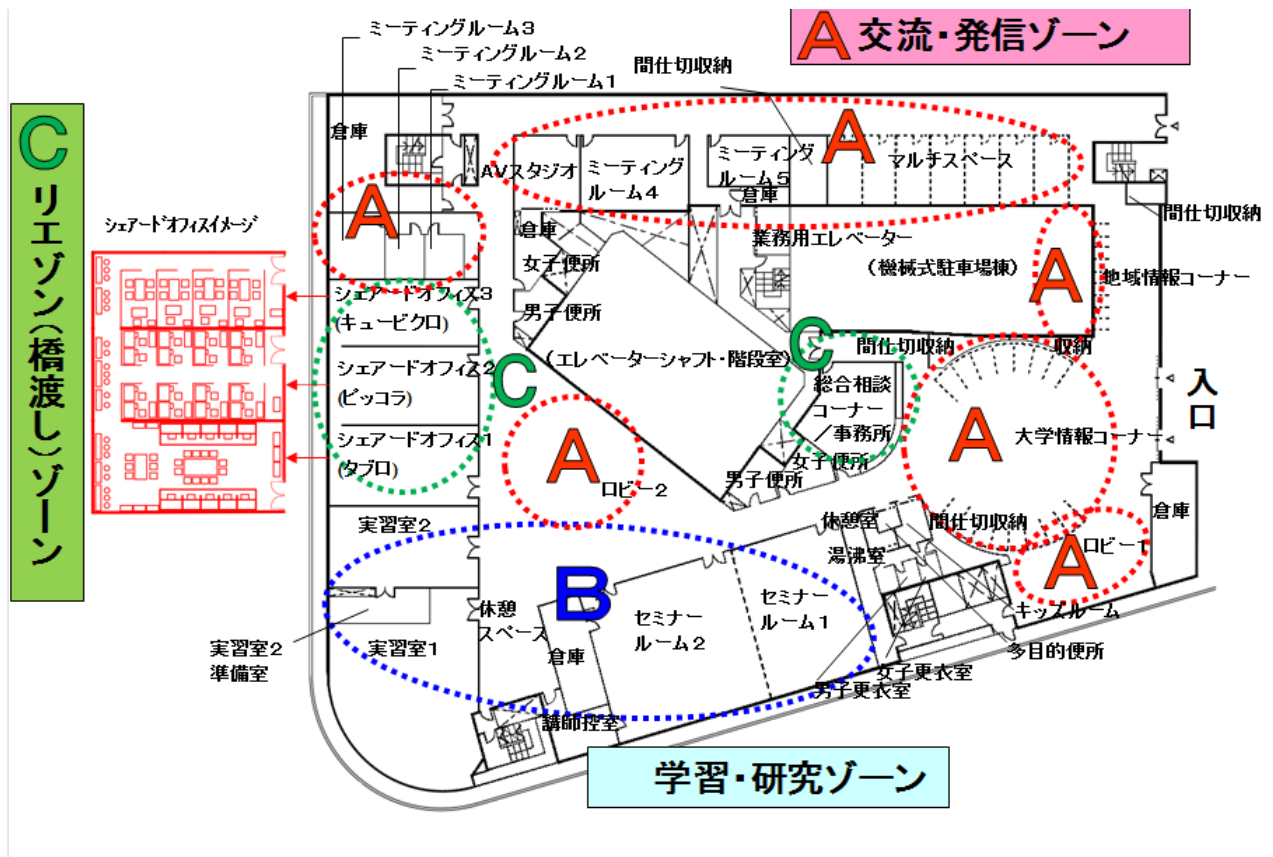 A 交流・発信ゾーン
ミーティングルーム3
ミーティングルーム2
ミーティングルーム1
間仕切収納
C リエゾン(橋渡し)ゾーン
倉庫
A
AVスタジオ
ミーティング
ルーム4
ミーティング
ルーム5
倉庫
A
マルチスペース
間仕切収納
A
シェアードオフィスイメージ
倉庫
女子便所
男子便所
業務用エレベーター
(機械式駐車場棟)
A
地域情報コーナー
シェアードオフィス3
(キュービクロ)
シェアードオフィス2
(ピッコラ)
シェアードオフィス1
(タブロ)
C
(エレベーターシャフト・階段室)
C
間仕切収納
収納
総合相談
コーナー
/事務所
入口
A
大学情報コーナー
A
ロビー2
女子便所
男子便所
倉庫
実習室2
休憩室
間仕切収納
湯沸室
A
ロビー1
B
セミナー
ルーム1
セミナー
ルーム2
休憩
スペース
倉庫
キッズルーム
多目的便所
女子更衣室
男子更衣室
実習室2
準備室
実習室1
講師控室
学習・研究ゾーン